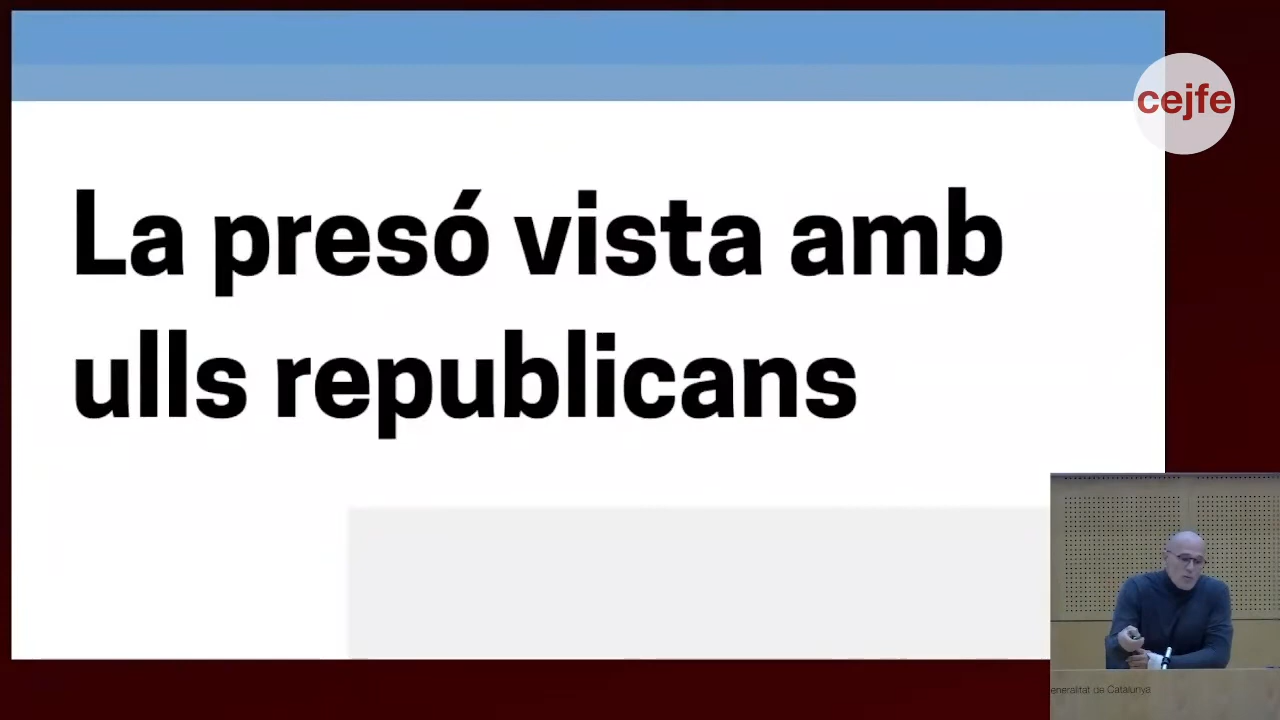 cejfe
La presó vista amb
ulls republicans
eneralitat de Catalunya